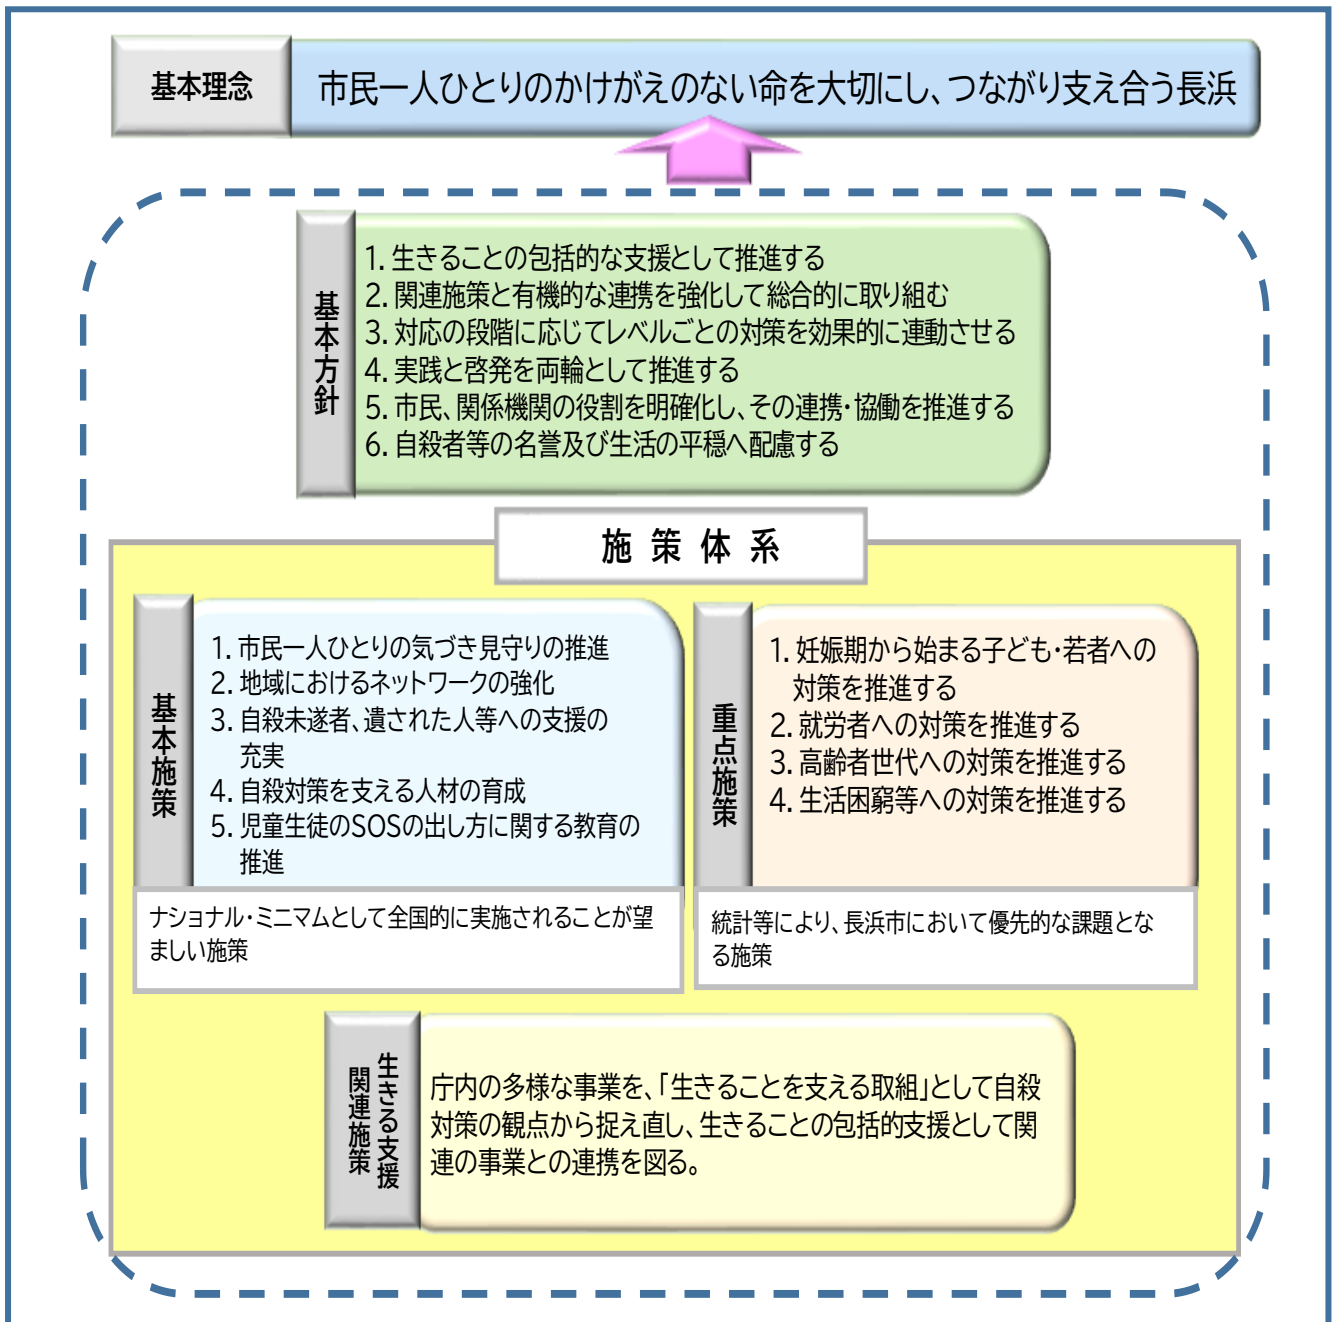 基本理念
市民一人ひとりのかけがえのない命を大切にし、つながり支え合う長浜
基本方針
1. 生きることの包括的な支援として推進する
2. 関連施策と有機的な連携を強化して総合的に取り組む
3. 対応の段階に応じてレベルごとの対策を効果的に連動させる
4. 実践と啓発を両輪として推進する
5. 市民、関係機関の役割を明確化し、その連携・協働を推進する
6. 自殺者等の名誉及び生活の平穏へ配慮する
施策体系
基本施策
1. 市民一人ひとりの気づき見守りの推進
2. 地域におけるネットワークの強化
3. 自殺未遂者、遺された人等への支援の
充実
4. 自殺対策を支える人材の育成
5. 児童生徒のSOSの出し方に関する教育の
推進
ナショナル・ミニマムとして全国的に実施されることが望
ましい施策
重点施策
1. 妊娠期から始まる子ども・若者への
対策を推進する
2. 就労者への対策を推進する
3. 高齢者世代への対策を推進する
4. 生活困窮等への対策を推進する
統計等により、長浜市において優先的な課題とな
る施策
生きる支援
関連施策
庁内の多様な事業を、「生きることを支える取組」として自殺
対策の観点から捉え直し、生きることの包括的支援として関
連の事業との連携を図る。